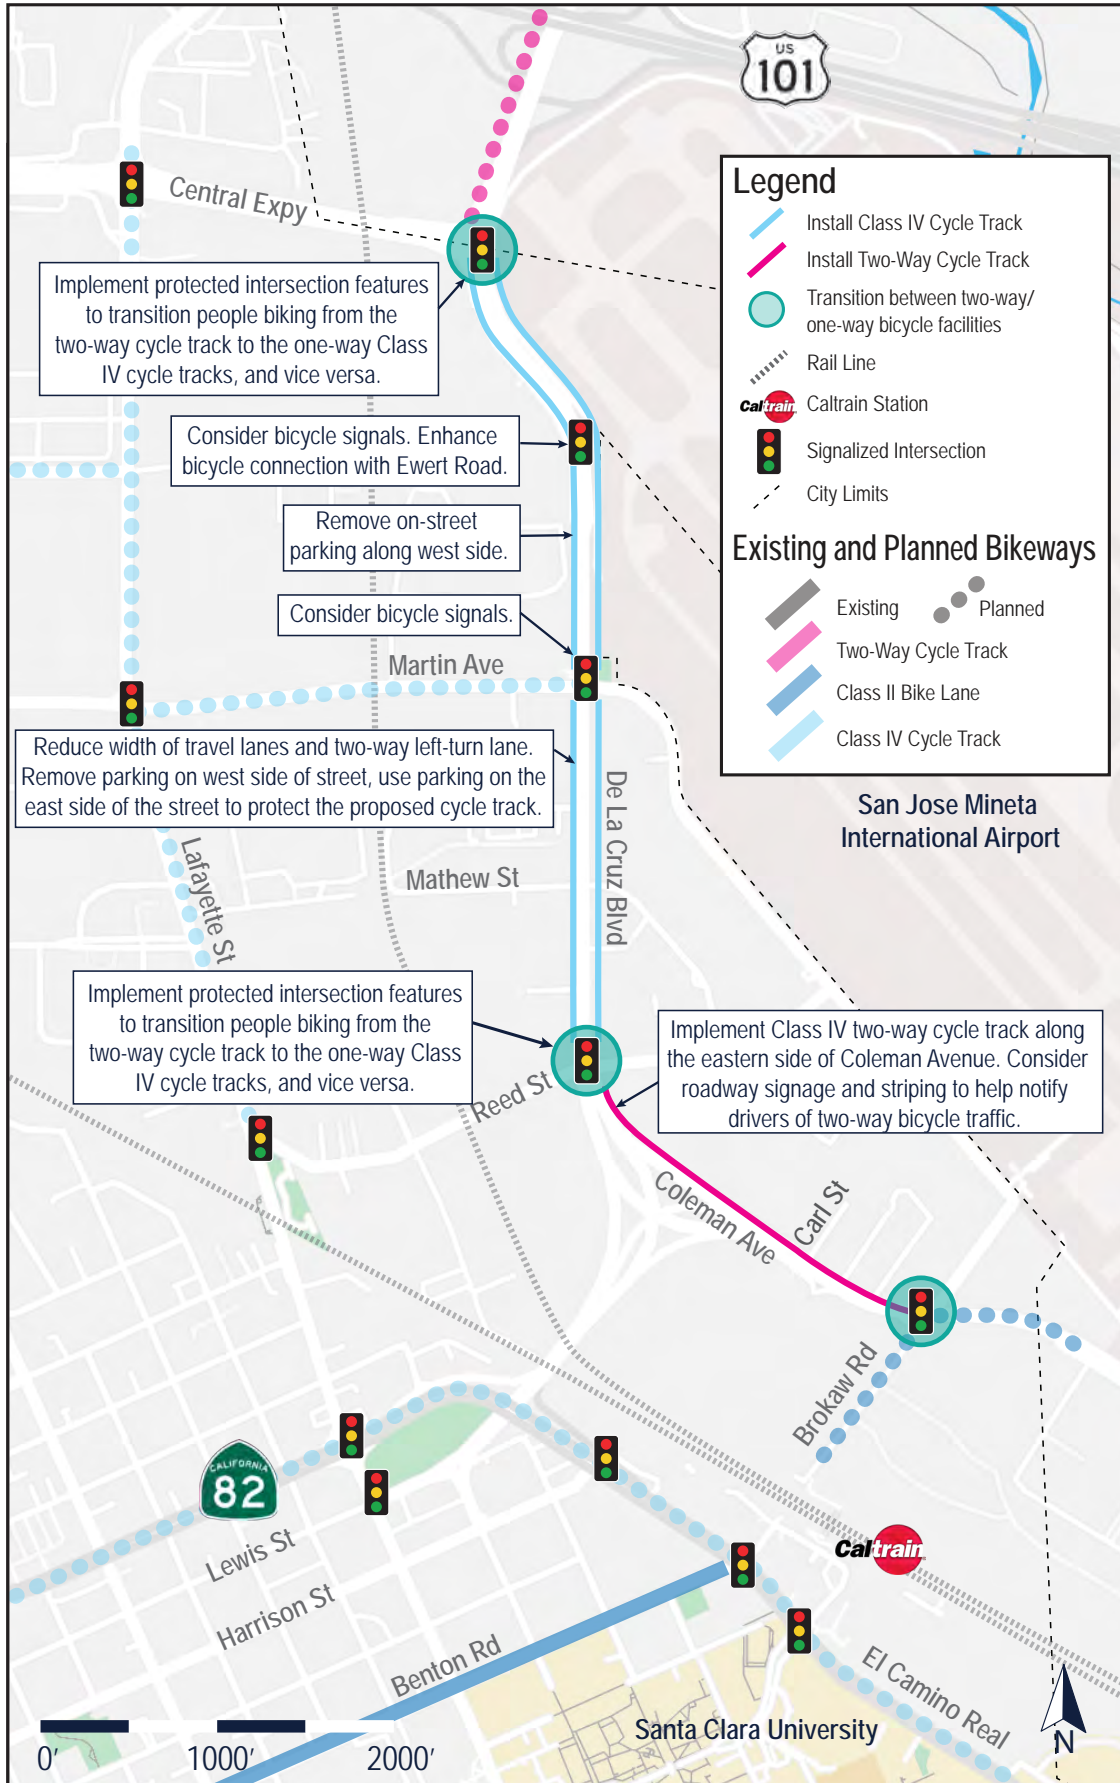 US
101
Central Expy
Legend
Install Class IV Cycle Track
Install Two-Way Cycle Track
Transition between two-way/
one-way bicycle facilities
Rail Line
Caltrain
Caltrain Station
Signalized Intersection
City Limits
Existing and Planned Bikeways
Existing
Planned
Two-Way Cycle Track
Class II Bike Lane
Class IV Cycle Track
Implement protected intersection features
to transition people biking from the
two-way cycle track to the one-way Class
IV cycle tracks, and vice versa.
Consider bicycle signals. Enhance
bicycle connection with Ewert Road.
Remove on-street
parking along west side.
Consider bicycle signals.
Martin Ave
Reduce width of travel lanes and two-way left-turn lane.
Remove parking on west side of street, use parking on the
east side of the street to protect the proposed cycle track.
De La Cruz Blvd
San Jose Mineta
International Airport
Lafayette St
Mathew St
Implement protected intersection features
to transition people biking from the
two-way cycle track to the one-way Class
IV cycle tracks, and vice versa.
Implement Class IV two-way cycle track along
the eastern side of Coleman Avenue. Consider
roadway signage and striping to help notify
drivers of two-way bicycle traffic.
Reed St
Coleman Ave
Carl St
Brokaw Rd
CALIFORNIA
82
Lewis St
Harrison St
Benton Rd
Caltrain
El Camino Real
Santa Clara University
N
0' 1000' 2000'